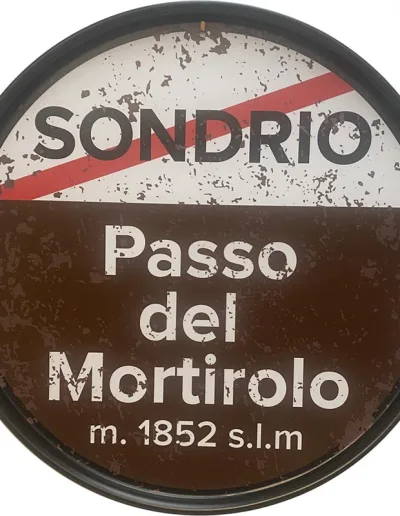 SONDRIO
Passo
del
Mortirolo
m. 1852 s.l.m